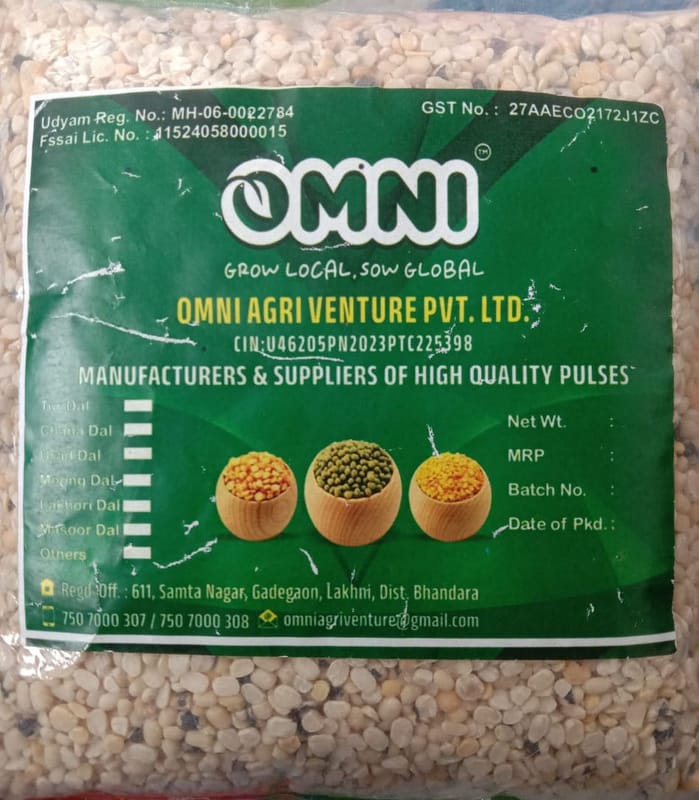 Udyam Reg. No.: MH-06-0022784
GST No. : 27AAECO2172J1ZC
Fssai Lic. No. : 11524058000015
OMNI ™
GROW LOCAL, SOW GLOBAL
OMNI AGRI VENTURE PVT. LTD.
CIN:U46205PN2023PTC225398
MANUFACTURERS & SUPPLIERS OF HIGH QUALITY PULSES
Tur Dal
Chana Dal
Urad Dal
Moong Dal
Lakhori Dal
Masoor Dal
Others
Net Wt. :
MRP :
Batch No. :
Date of Pkd. :
Regd. Off. : 611, Samta Nagar, Gadegaon, Lakhni, Dist. Bhandara
750 7000 307 / 750 7000 308 omniagriventure@gmail.com